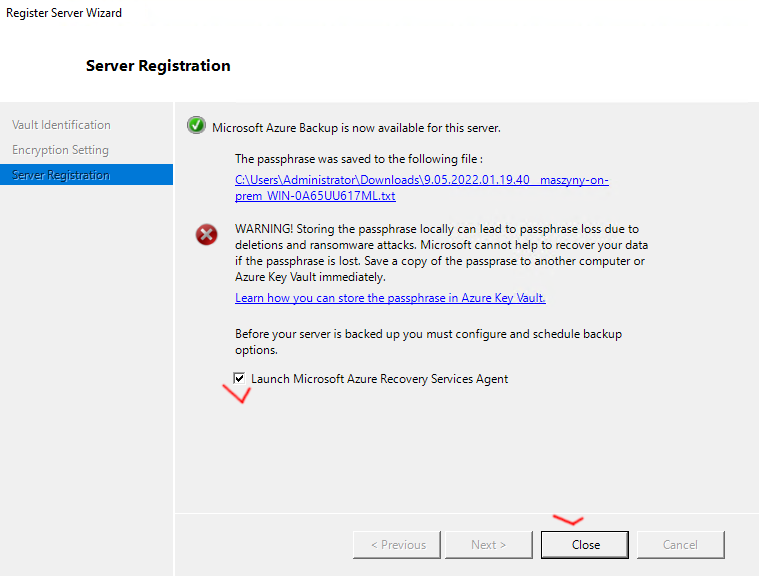 Register Server Wizard
Server Registration
Vault Identification
Encryption Setting
Server Registration
Microsoft Azure Backup is now available for this server.
The passphrase was saved to the following file :
C:\Users\Administrator\Downloads\9.05.2022.01.19.40_ maszyny-on-
prem_WIN-0A65UU617ML.txt
WARNING! Storing the passphrase locally can lead to passphrase loss due to
deletions and ransomware attacks. Microsoft cannot help to recover your data
if the passphrase is lost. Save a copy of the passprase to another computer or
Azure Key Vault immediately.
Learn how you can store the passphrase in Azure Key Vault.
Before your server is backed up you must configure and schedule backup
options.
Launch Microsoft Azure Recovery Services Agent
< Previous
Next >
Close
Cancel